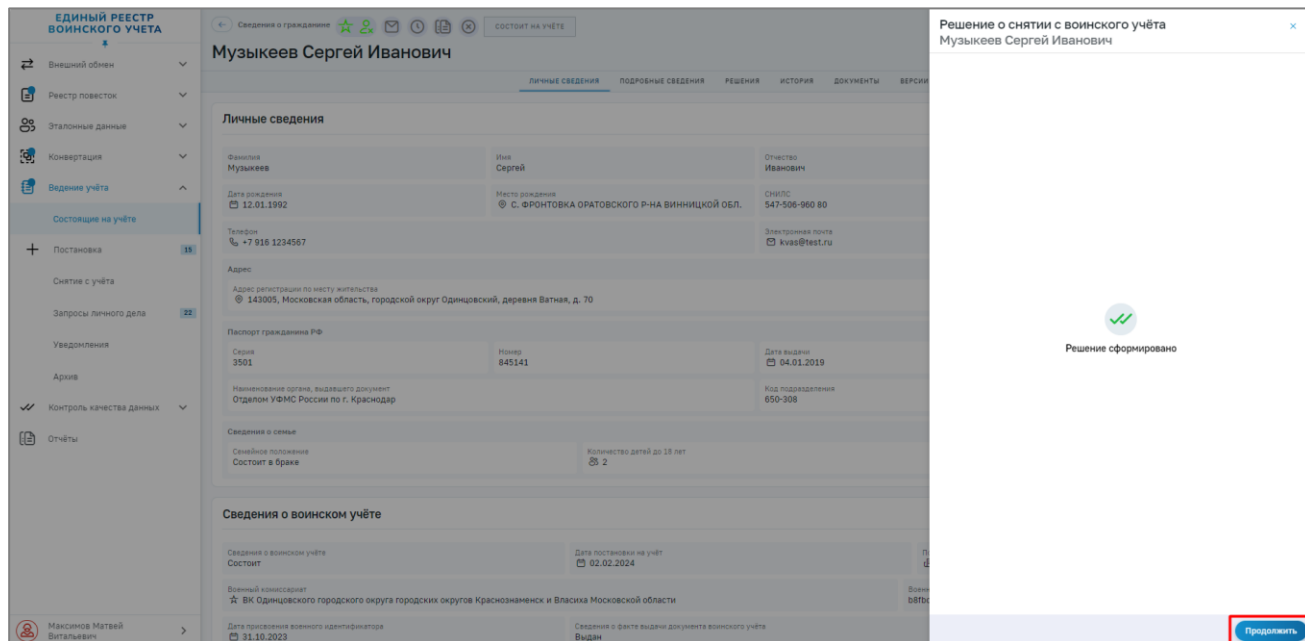 ЕДИНЫЙ РЕЕСТР
ВОИНСКОГО УЧЕТА
Внешний обмен
Реестр повесток
Эталонные данные
Конвертация
Ведение учёта
Состоящие на учёте
Постановка 15
Снятие с учёта
Запросы личного дела 22
Уведомления
Архив
Контроль качества данных
Отчёты
Максимов Матвей
Витальевич
Сведения о гражданине СОСТОИТ НА УЧЁТЕ
Музыкеев Сергей Иванович
ЛИЧНЫЕ СВЕДЕНИЯ ПОДРОБНЫЕ СВЕДЕНИЯ РЕШЕНИЯ ИСТОРИЯ ДОКУМЕНТЫ ВЕРСИИ
Личные сведения
Фамилия Имя Отчество
Музыкеев Сергей Иванович
Дата рождения Место рождения СНИЛС
12.01.1992 С. ФРОНТОВКА ОРАТОВСКОГО Р-НА ВИННИЦКОЙ ОБЛ. 547-506-960 80
Телефон Электронная почта
+7 916 1234567 kvas@test.ru
Адрес
Адрес регистрации по месту жительства
143005, Московская область, городской округ Одинцовский, деревня Ватная, д. 70
Паспорт гражданина РФ
Серия Номер Дата выдачи
3501 845141 04.01.2019
Наименование органа, выдавшего документ Код подразделения
Отделом УФМС России по г. Краснодар 650-308
Сведения о семье
Семейное положение Количество детей до 18 лет
Состоит в браке 2
Сведения о воинском учёте
Сведения о воинском учёте Дата постановки на учёт
Состоит 02.02.2024
Военный комиссариат
ВК Одинцовского городского округа городских округов Краснознаменск и Власиха Московской области
Дата присвоения военного идентификатора Сведения о факте выдачи документа воинского учёта
31.10.2023 Выдан
Решение о снятии с воинского учёта
Музыкеев Сергей Иванович
Решение сформировано
Продолжить